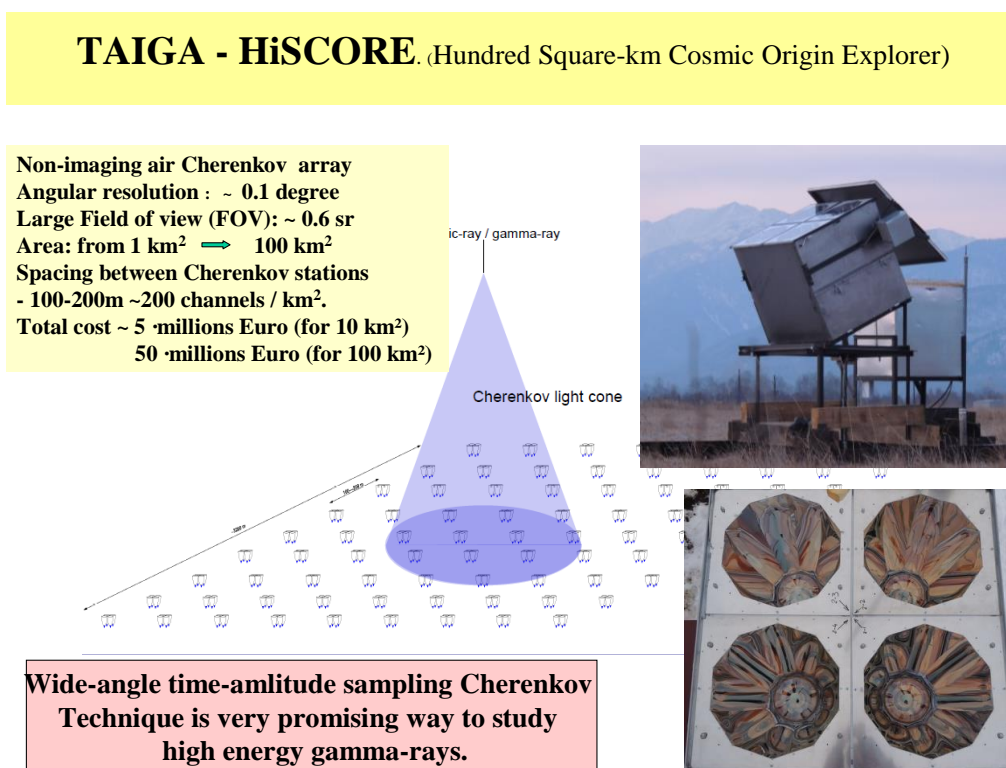 TAIGA - HiSCORE. (Hundred Square-km Cosmic Origin Explorer)
Non-imaging air Cherenkov array
Angular resolution : ~ 0.1 degree
Large Field of view (FOV): ~ 0.6 sr
Area: from 1 km² ⇒ 100 km²
Spacing between Cherenkov stations
- 100-200m ~200 channels / km².
Total cost ~ 5 ·millions Euro (for 10 km²)
50 ·millions Euro (for 100 km²)
ic-ray / gamma-ray
Cherenkov light cone
Wide-angle time-amlitude sampling Cherenkov
Technique is very promising way to study
high energy gamma-rays.